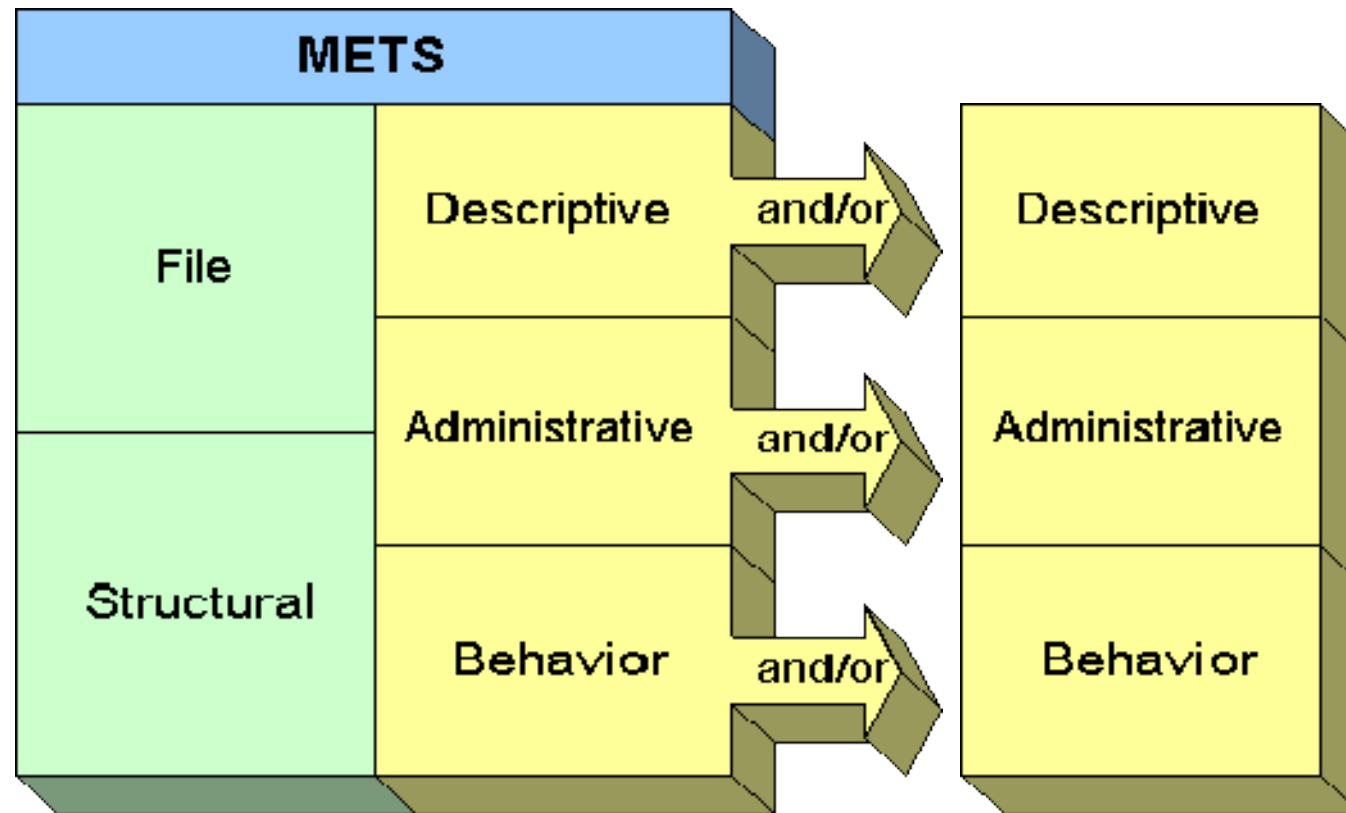 METS
File
Structural
Descriptive
and/or
Administrative
and/or
Behavior
and/or
Descriptive
Administrative
Behavior